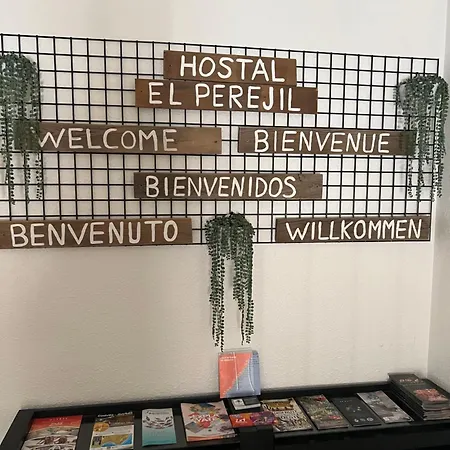 HOSTAL
EL PEREJIL
WELCOME
BIENVENUE
BIENVENIDOS
BENVENUTO
WILLKOMMEN